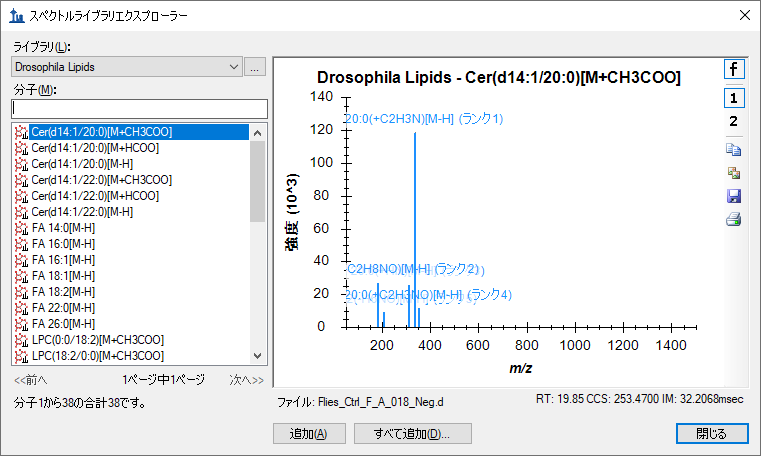 スペクトルライブラリエクスプローラー
ライブラリ(L):
Drosophila Lipids
...
分子(M):
Cer(d14:1/20:0)[M+CH3COO]
Cer(d14:1/20:0)[M+HCOO]
Cer(d14:1/20:0)[M-H]
Cer(d14:1/22:0)[M+CH3COO]
Cer(d14:1/22:0)[M+HCOO]
Cer(d14:1/22:0)[M-H]
FA 14:0[M-H]
FA 16:0[M-H]
FA 16:1[M-H]
FA 18:1[M-H]
FA 18:2[M-H]
FA 22:0[M-H]
FA 26:0[M-H]
LPC(0:0/18:2)[M+CH3COO]
LPC(18:2/0:0)[M+CH3COO]
<<前へ 1ページ中1ページ 次へ>>
分子1から38の合計38です。
Drosophila Lipids - Cer(d14:1/20:0)[M+CH3COO]
140
120
100
80
60
40
20
0
強度 (10^3)
20:0(+C2H3N)[M-H] (ランク1)
C2H8NO)[M-H] (ランク2)
20:0(+C2H3NO)[M-H] (ランク4)
200 400 600 800 1000 1200 1400
m/z
f
1
2
ファイル: Flies_Ctrl_F_A_018_Neg.d
RT: 19.85 CCS: 253.4700 IM: 32.2068msec
追加(A)
すべて追加(D)...
閉じる